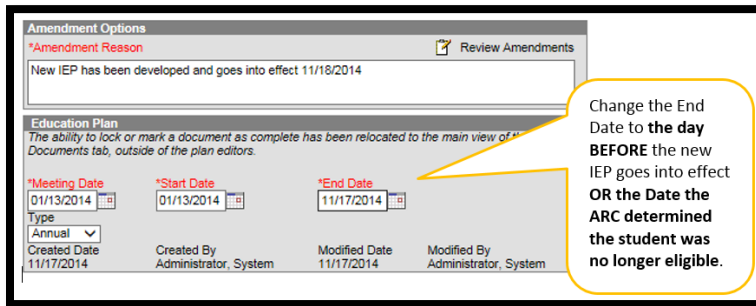 Amendment Options
*Amendment Reason
Review Amendments
New IEP has been developed and goes into effect 11/18/2014
Education Plan
The ability to lock or mark a document as complete has been relocated to the main view of
Documents tab, outside of the plan editors.
*Meeting Date *Start Date *End Date
01/13/2014 01/13/2014 11/17/2014
Type
Annual
Created Date Created By Modified Date Modified By
11/17/2014 Administrator, System 11/17/2014 Administrator, System
Change the End
Date to the day
BEFORE the new
IEP goes into effect
OR the Date the
ARC determined
the student was
no longer eligible.